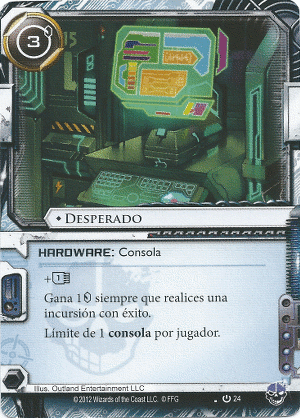 3
15
• DESPERADO
HARDWARE: Consola
+1
Gana 1 siempre que realices una
incursión con éxito.
Límite de 1 consola por jugador.
Illus. Outland Entertainment LLC
© 2012 Wizards of the Coast LLC. © FFG
24